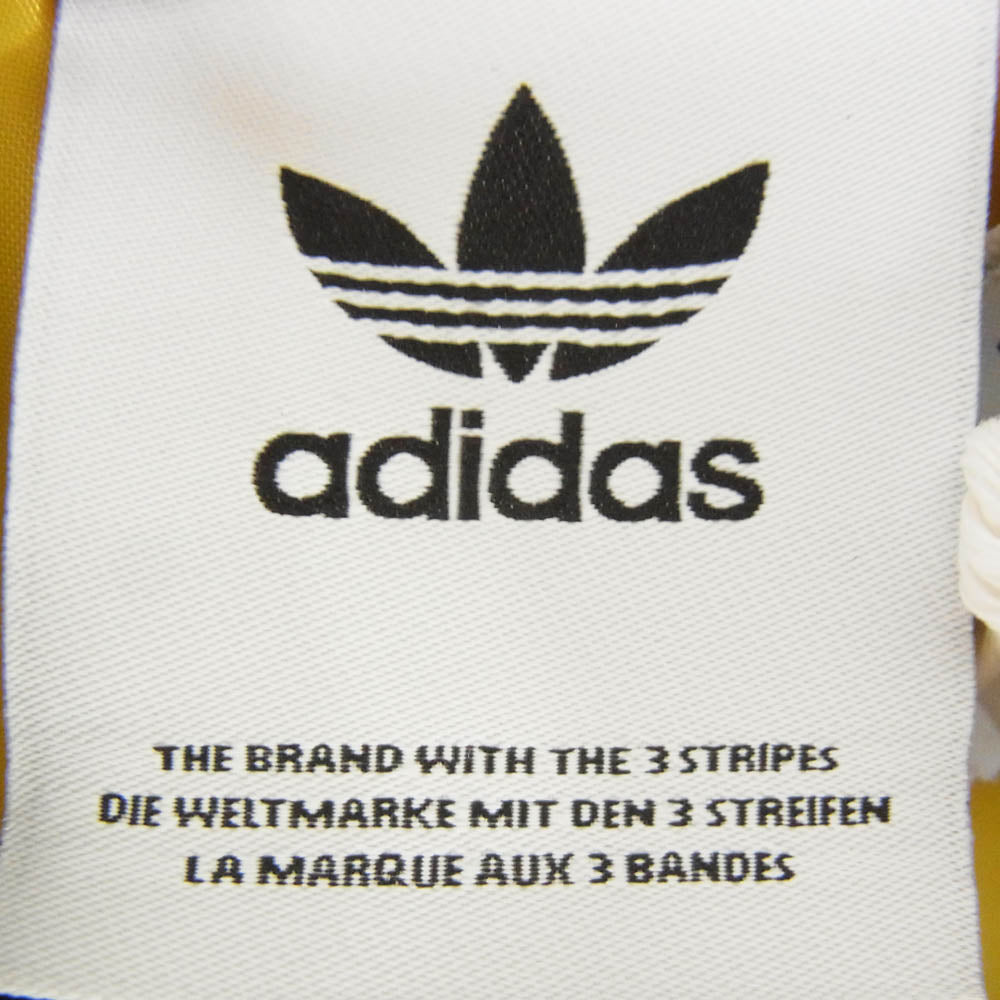 adidas
THE BRAND WITH THE 3 STRIPES
DIE WELTMARKE MIT DEN 3 STREIFEN
LA MARQUE AUX 3 BANDES